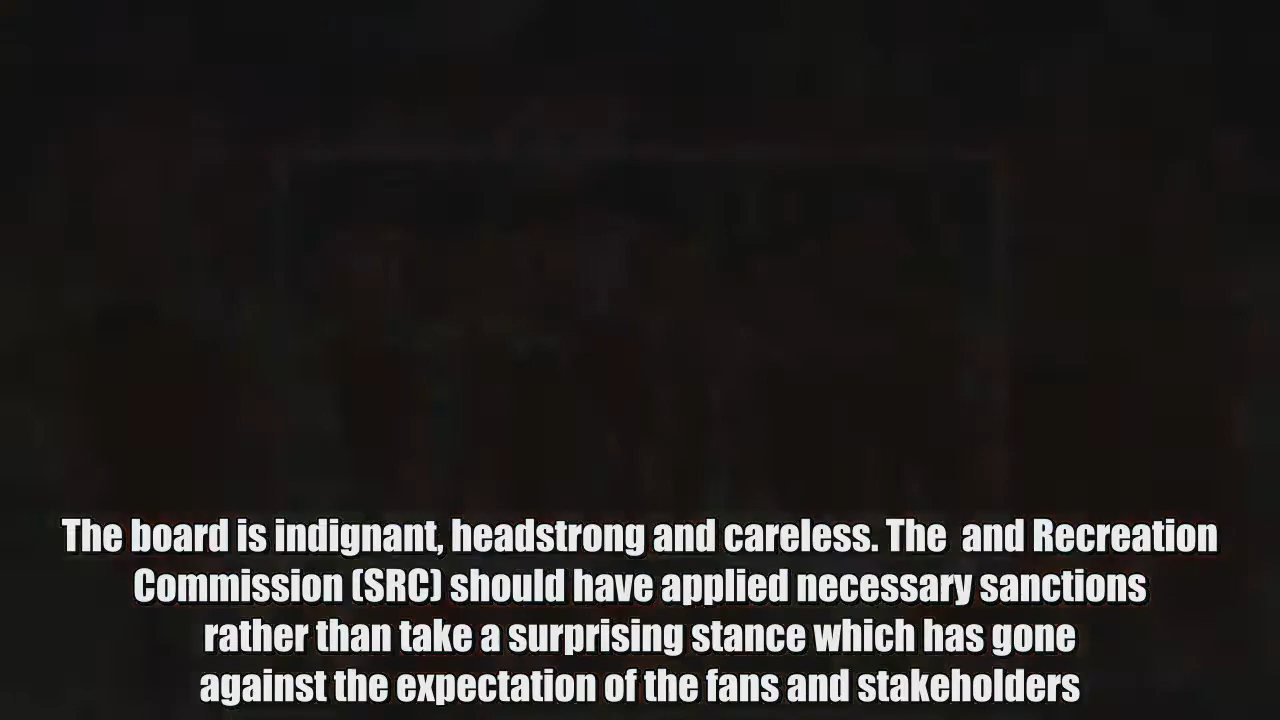 The board is indignant, headstrong and careless. The  and Recreation
Commission (SRC) should have applied necessary sanctions
rather than take a surprising stance which has gone
against the expectation of the fans and stakeholders